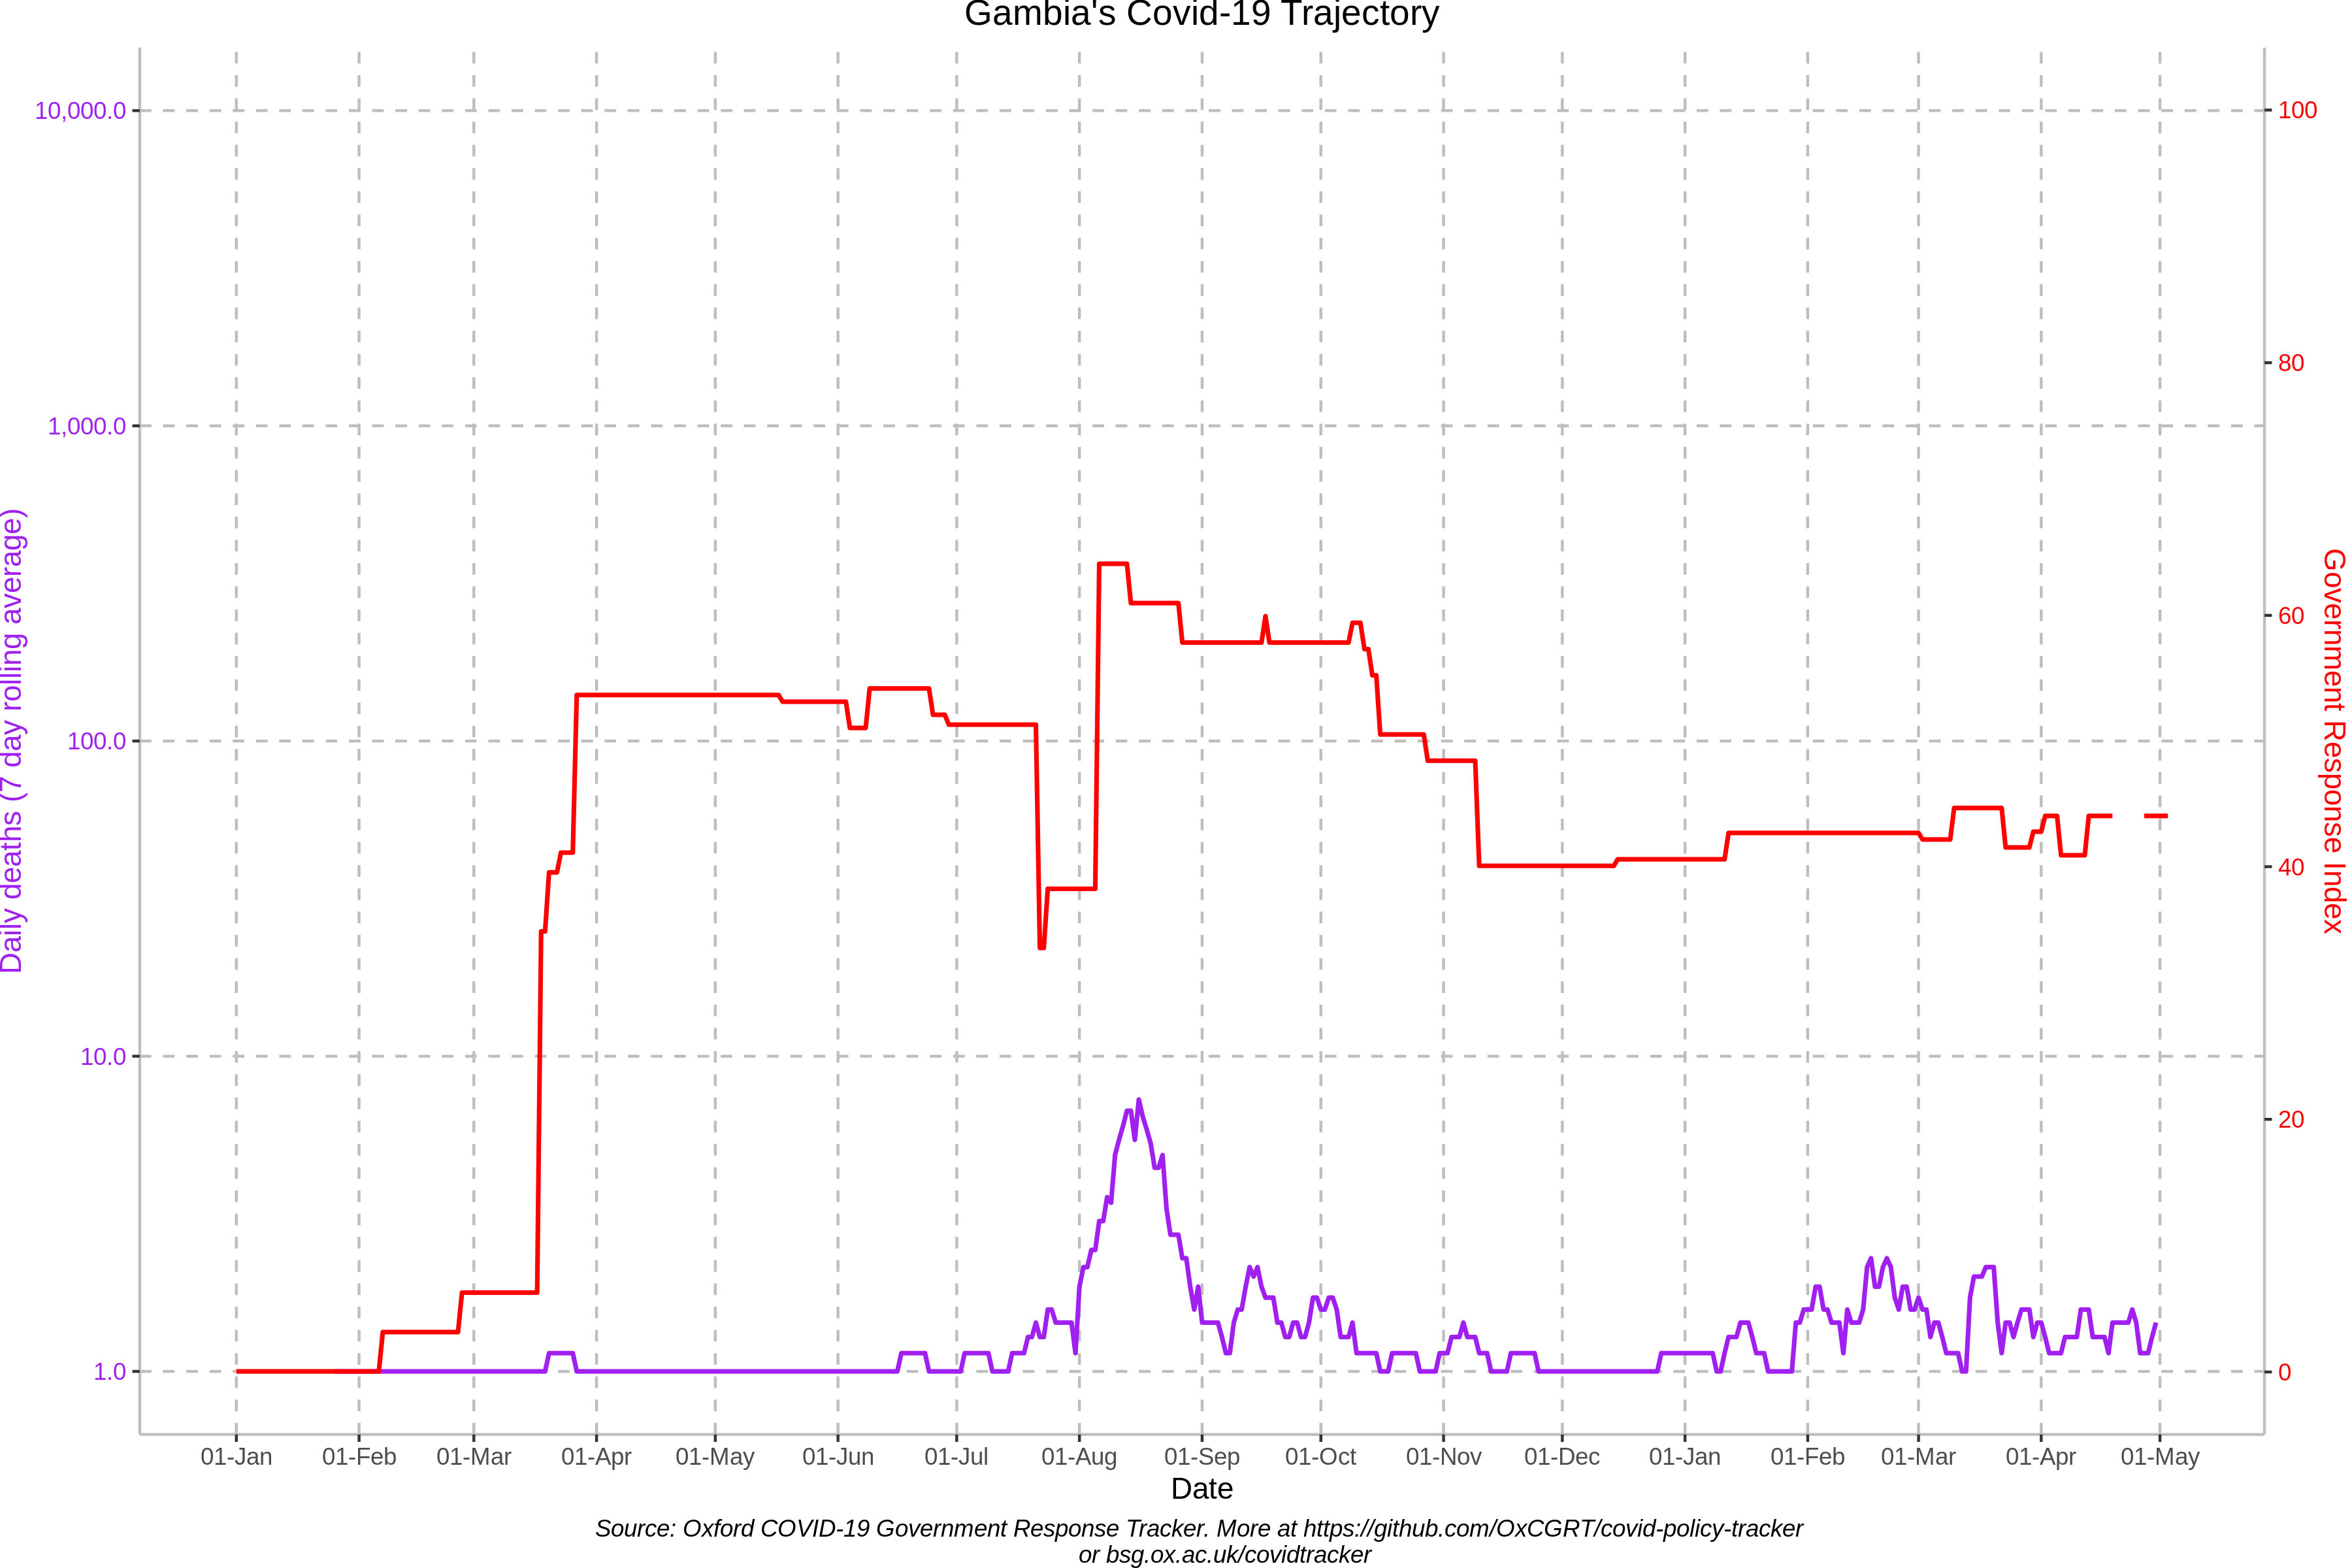 Gambia's Covid-19 Trajectory
10,000.0
1,000.0
100.0
10.0
1.0
Daily deaths (7 day rolling average)
100
80
60
40
20
0
Government Response Index
01-Jan 01-Feb 01-Mar 01-Apr 01-May 01-Jun 01-Jul 01-Aug 01-Sep 01-Oct 01-Nov 01-Dec 01-Jan 01-Feb 01-Mar 01-Apr 01-May
Date
Source: Oxford COVID-19 Government Response Tracker. More at https://github.com/OxCGRT/covid-policy-tracker
or bsg.ox.ac.uk/covidtracker